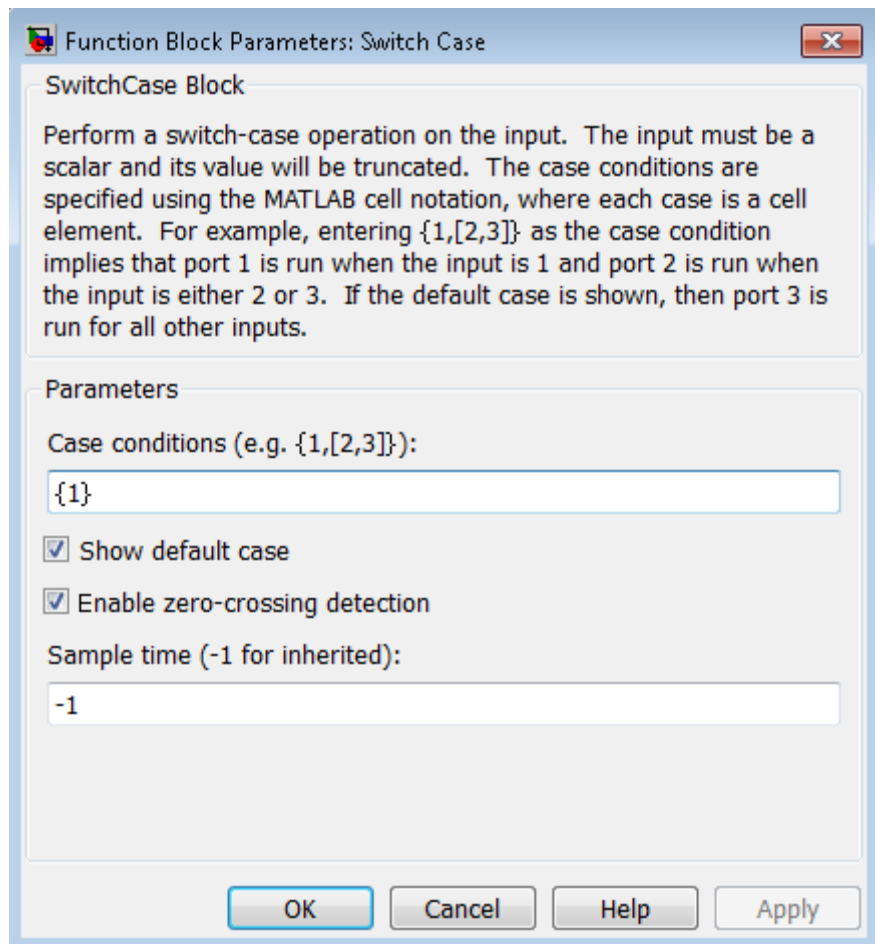 Function Block Parameters: Switch Case
SwitchCase Block
Perform a switch-case operation on the input.  The input must be a
scalar and its value will be truncated.  The case conditions are
specified using the MATLAB cell notation, where each case is a cell
element.  For example, entering {1,[2,3]} as the case condition
implies that port 1 is run when the input is 1 and port 2 is run when
the input is either 2 or 3.  If the default case is shown, then port 3 is
run for all other inputs.
Parameters
Case conditions (e.g. {1,[2,3]}):
{1}
Show default case
Enable zero-crossing detection
Sample time (-1 for inherited):
-1
OK Cancel Help Apply